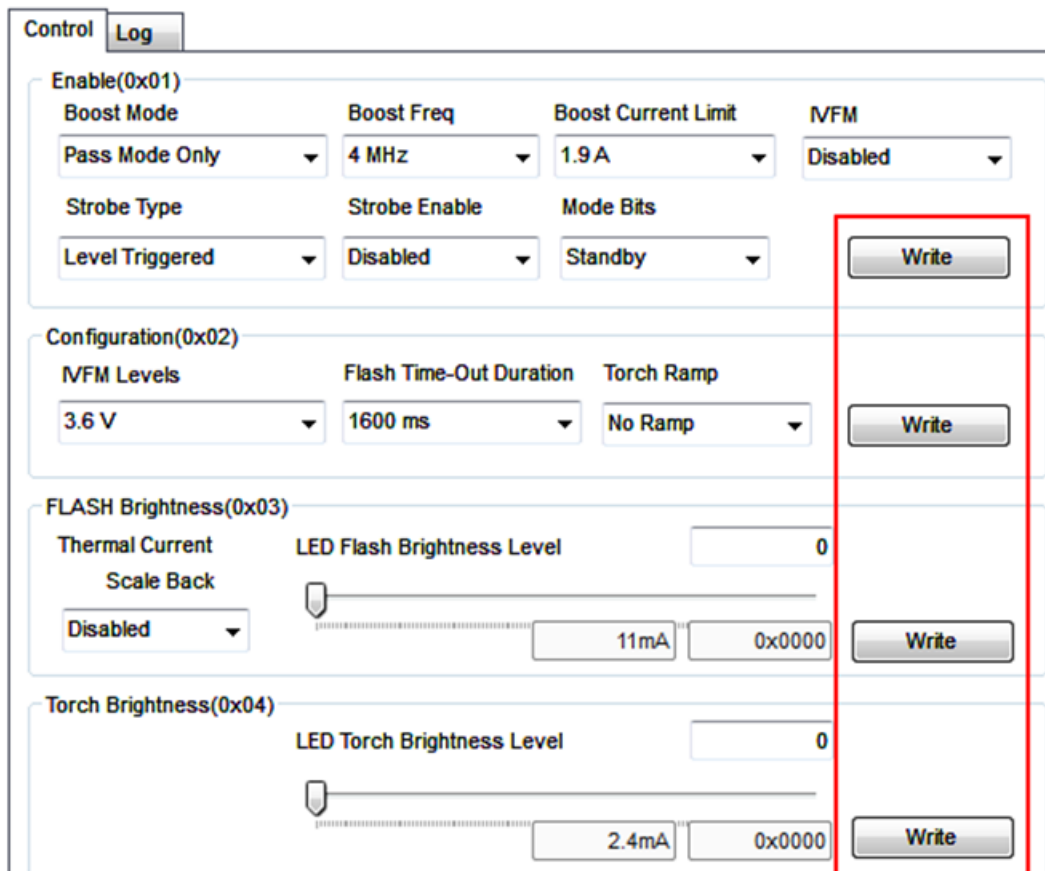 Control Log
Enable(0x01)
Boost Mode Boost Freq Boost Current Limit IVFM
Pass Mode Only 4 MHz 1.9 A Disabled
Strobe Type Strobe Enable Mode Bits
Level Triggered Disabled Standby Write
Configuration(0x02)
IVFM Levels Flash Time-Out Duration Torch Ramp
3.6 V 1600 ms No Ramp Write
FLASH Brightness(0x03)
Thermal Current LED Flash Brightness Level 0
Scale Back
Disabled 11mA 0x0000 Write
Torch Brightness(0x04)
LED Torch Brightness Level 0
2.4mA 0x0000 Write